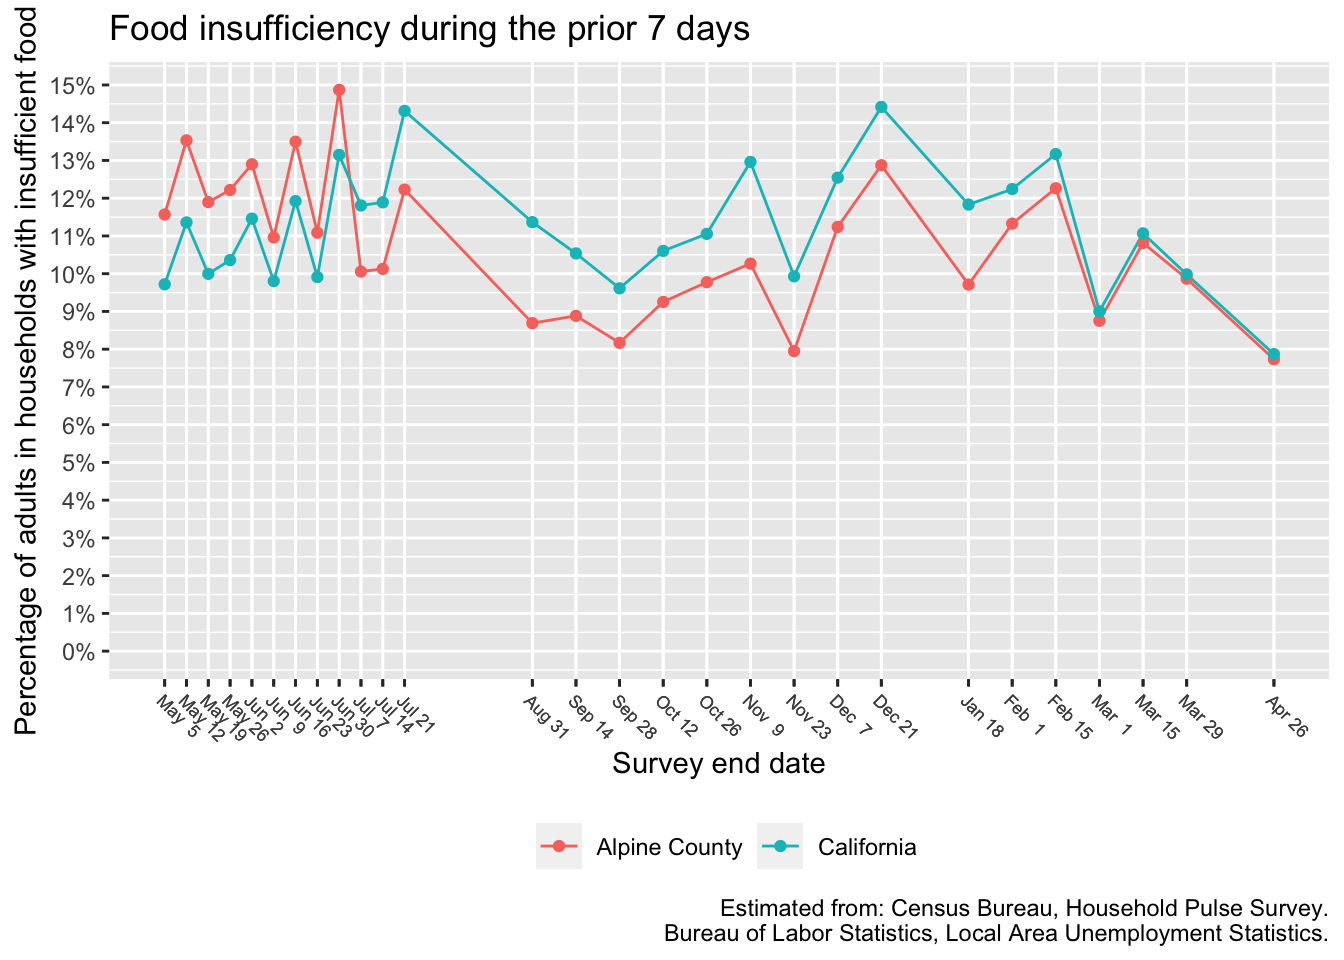 Food insufficiency during the prior 7 days
Percentage of adults in households with insufficient food
15%
14%
13%
12%
11%
10%
9%
8%
7%
6%
5%
4%
3%
2%
1%
0%
May 5
May 12
May 19
May 26
Jun 2
Jun 9
Jun 16
Jun 23
Jun 30
Jul 7
Jul 14
Jul 21
Aug 31
Sep 14
Sep 28
Oct 12
Oct 26
Nov 9
Nov 23
Dec 7
Dec 21
Jan 18
Feb 1
Feb 15
Mar 1
Mar 15
Mar 29
Apr 26
Survey end date
Alpine County California
Estimated from: Census Bureau, Household Pulse Survey.
Bureau of Labor Statistics, Local Area Unemployment Statistics.